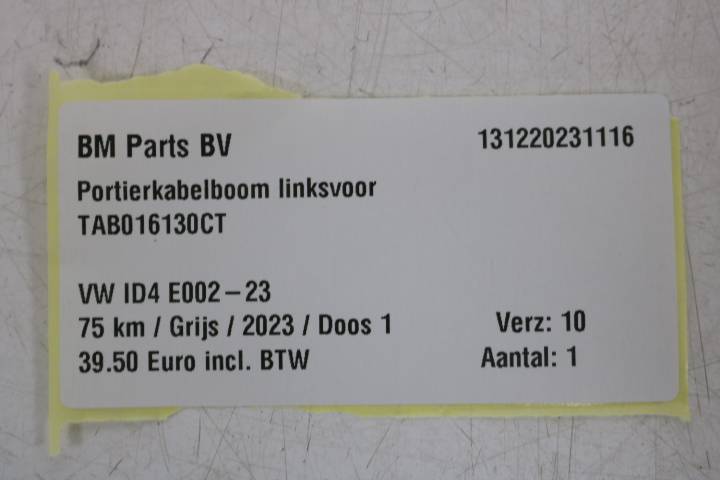 BM Parts BV 131220231116
Portierkabelboom linksvoor
TAB016130CT
VW ID4 E002-23
75 km / Grijs / 2023 / Doos 1 Verz: 10
39.50 Euro incl. BTW Aantal: 1